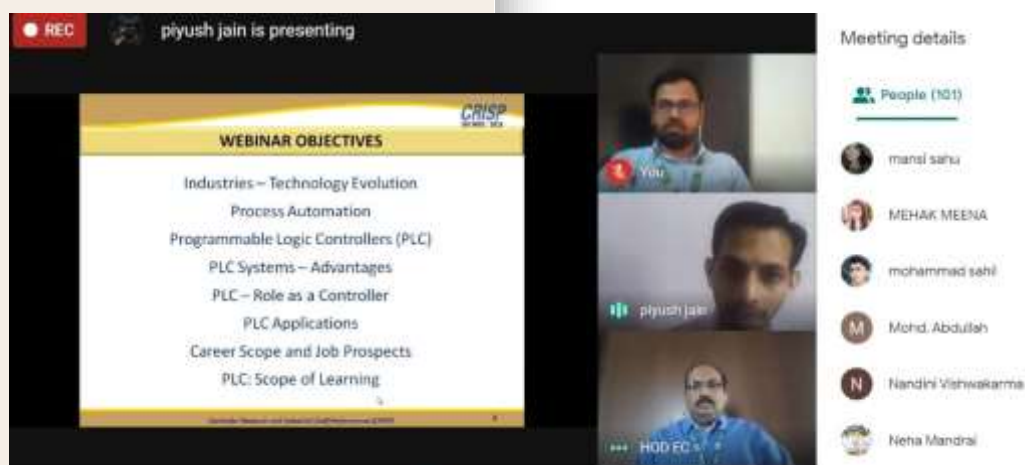 REC
piyush jain is presenting
Meeting details
People (101)
CRISP
WEBINAR OBJECTIVES
Industries – Technology Evolution
Process Automation
Programmable Logic Controllers (PLC)
PLC Systems – Advantages
PLC – Role as a Controller
PLC Applications
Career Scope and Job Prospects
PLC: Scope of Learning
You
piyush jain
HOD EC
mansi sahu
MEHAK MEENA
mohammad sahil
M
Mohd. Abdullah
N
Nandini Vishwakarma
Neha Mandrai